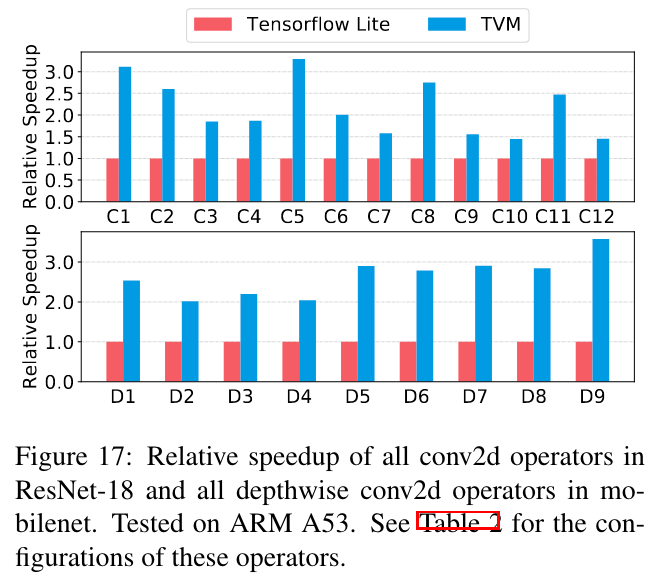 Tensorflow Lite TVM
Relative Speedup
3.0
2.5
2.0
1.5
1.0
0.5
0.0
C1 C2 C3 C4 C5 C6 C7 C8 C9 C10 C11 C12
Relative Speedup
3.0
2.0
1.0
0.0
D1 D2 D3 D4 D5 D6 D7 D8 D9
Figure 17: Relative speedup of all conv2d operators in
ResNet-18 and all depthwise conv2d operators in mo-
bilenet. Tested on ARM A53. See Table 2 for the con-
figurations of these operators.